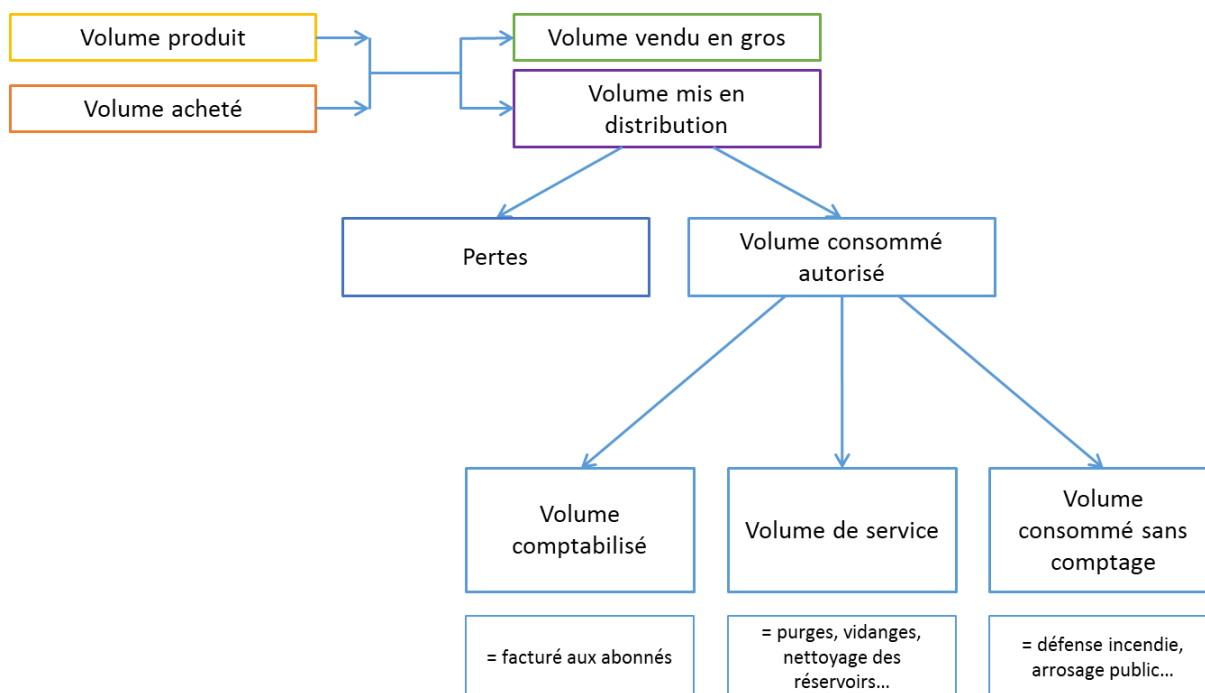 Volume produit
Volume vendu en gros
Volume acheté
Volume mis en
distribution
Pertes
Volume consommé
autorisé
Volume
comptabilisé
Volume de service
Volume
consommé sans
comptage
= facturé aux abonnés
= purges, vidanges,
nettoyage des
réservoirs...
= défense incendie,
arrosage public...